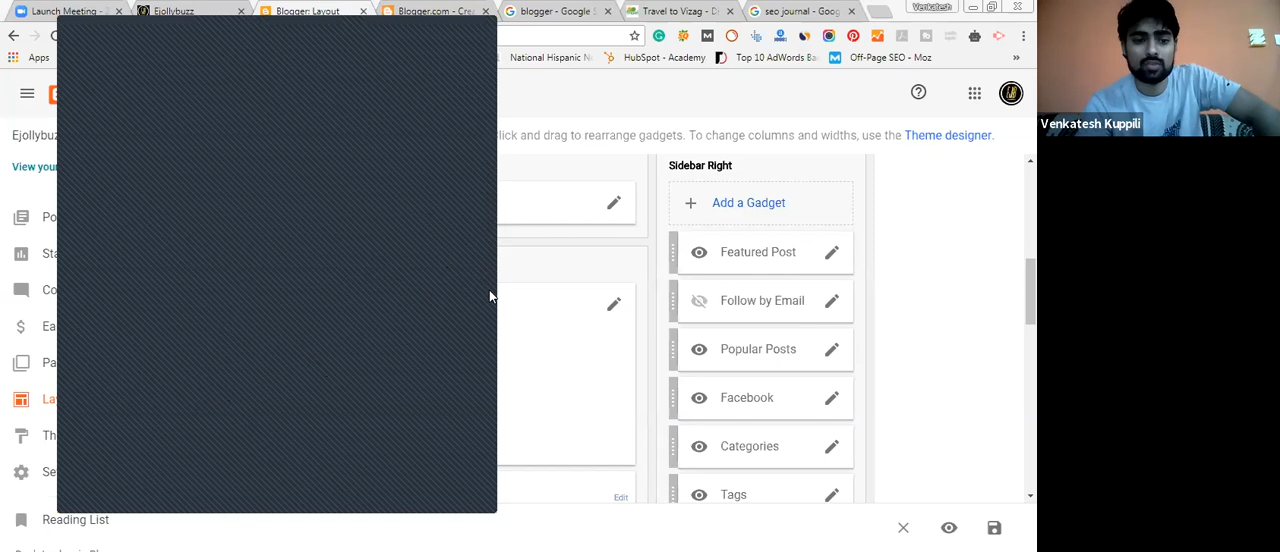 Launch Meeting - Z
Ejollybuzz
Blogger: Layout
Blogger.com - Crea
blogger - Google S
Travel to Vizag - Di
seo journal - Goog
Venkatesh
Apps
National Hispanic N
HubSpot - Academy
Top 10 AdWords Ba
Off-Page SEO - Moz
»
Venkatesh Kuppili
Ejollybuz
lick and drag to rearrange gadgets. To change columns and widths, use the Theme designer.
View your
Sidebar Right
Add a Gadget
Po
Featured Post
Sta
Co
Follow by Email
Ea
Popular Posts
Pa
La
Facebook
Th
Categories
Se
Tags
Edit
Reading List